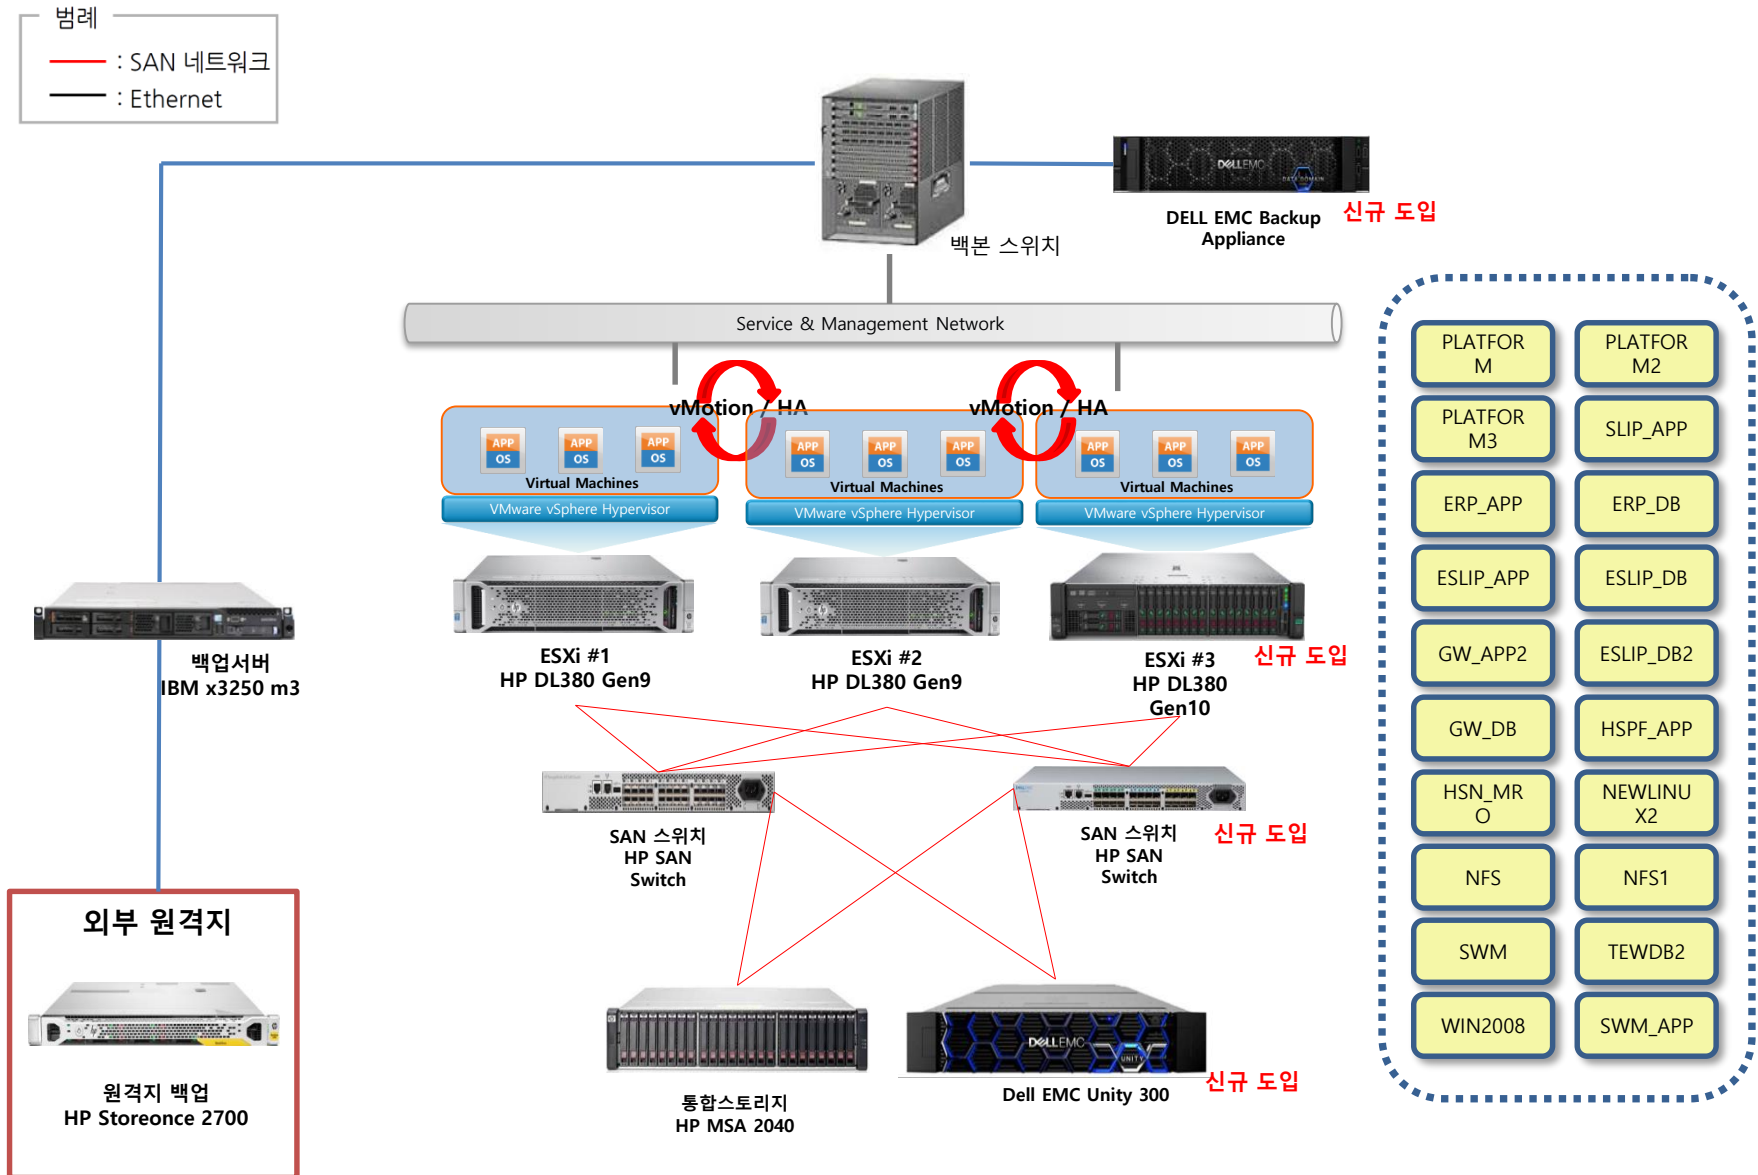 범례
: SAN 네트워크
: Ethernet
백본 스위치
DELLEMC
DATA DOMAIN
DELL EMC Backup
Appliance
신규 도입
Service & Management Network
vMotion / HA
vMotion / HA
APP
OS
APP
OS
APP
OS
Virtual Machines
VMware vSphere Hypervisor
APP
OS
APP
OS
APP
OS
Virtual Machines
VMware vSphere Hypervisor
APP
OS
APP
OS
APP
OS
Virtual Machines
VMware vSphere Hypervisor
백업서버
IBM x3250 m3
ESXi #1
HP DL380 Gen9
ESXi #2
HP DL380 Gen9
ESXi #3
HP DL380
Gen10
신규 도입
SAN 스위치
HP SAN
Switch
SAN 스위치
HP SAN
Switch
신규 도입
외부 원격지
원격지 백업
HP Storeonce 2700
통합스토리지
HP MSA 2040
DELLEMC
UNITY
Dell EMC Unity 300
신규 도입
PLATFOR
M
PLATFOR
M2
PLATFOR
M3
SLIP_APP
ERP_APP
ERP_DB
ESLIP_APP
ESLIP_DB
GW_APP2
ESLIP_DB2
GW_DB
HSPF_APP
HSN_MR
O
NEWLINU
X2
NFS
NFS1
SWM
TEWDB2
WIN2008
SWM_APP